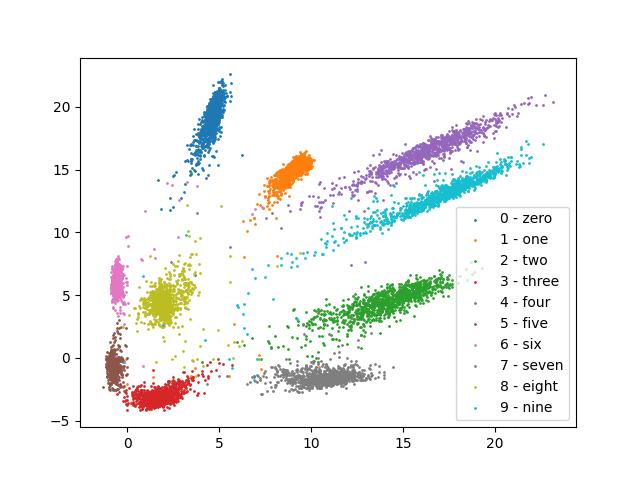 20
15
10
5
0
−5
0 5 10 15 20
0 - zero
1 - one
2 - two
3 - three
4 - four
5 - five
6 - six
7 - seven
8 - eight
9 - nine